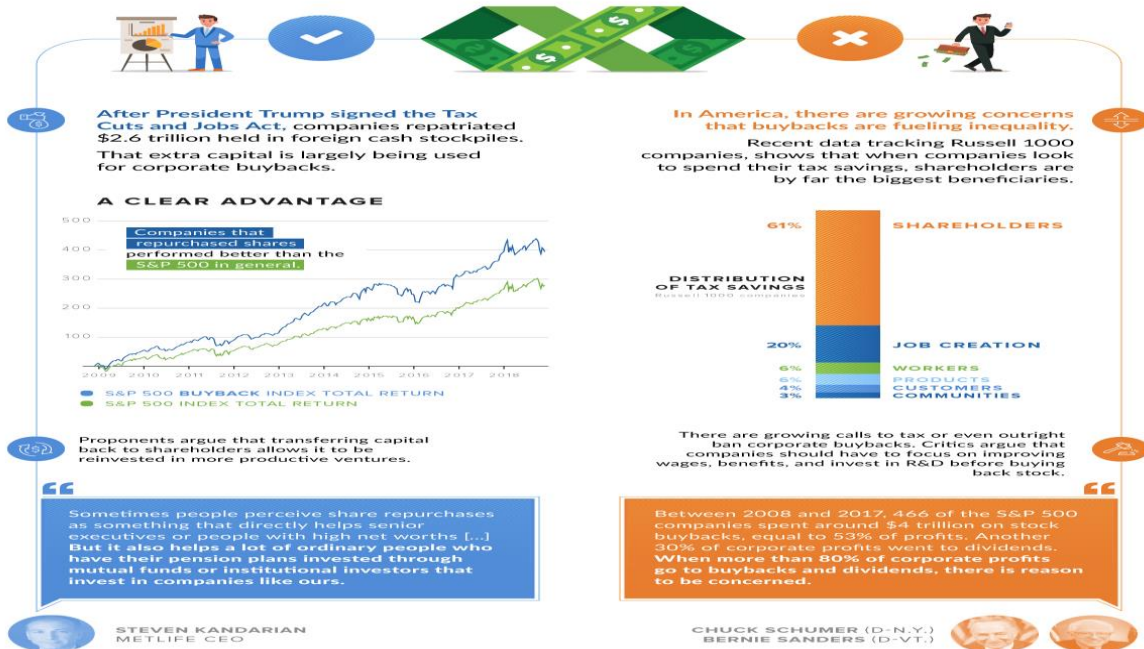 After President Trump signed the Tax
Cuts and Jobs Act, companies repatriated
$2.6 trillion held in foreign cash stockpiles.
That extra capital is largely being used
for corporate buybacks.
A CLEAR ADVANTAGE
500
400
300
200
100
Companies that
repurchased shares
performed better than the
S&P 500 in general.
2009 2010 2011 2012 2013 2014 2015 2016 2017 2018
S&P 500 BUYBACK INDEX TOTAL RETURN
S&P 500 INDEX TOTAL RETURN
Proponents argue that transferring capital
back to shareholders allows it to be
reinvested in more productive ventures.
Sometimes people perceive share repurchases
as something that directly helps senior
executives or people with high net worths [...]
But it also helps a lot of ordinary people who
have their pension plans invested through
mutual funds or institutional investors that
invest in companies like ours.
STEVEN KANDARIAN
METLIFE CEO
In America, there are growing concerns
that buybacks are fueling inequality.
Recent data tracking Russell 1000
companies, shows that when companies look
to spend their tax savings, shareholders are
by far the biggest beneficiaries.
61% SHAREHOLDERS
DISTRIBUTION
OF TAX SAVINGS
Russell 1000 companies
20% JOB CREATION
6% WORKERS
6% PRODUCTS
4% CUSTOMERS
3% COMMUNITIES
There are growing calls to tax or even outright
ban corporate buybacks. Critics argue that
companies should have to focus on improving
wages, benefits, and invest in R&D before buying
back stock.
Between 2008 and 2017, 466 of the S&P 500
companies spent around $4 trillion on stock
buybacks, equal to 53% of profits. Another
30% of corporate profits went to dividends.
When more than 80% of corporate profits
go to buybacks and dividends, there is reason
to be concerned.
CHUCK SCHUMER (D-N.Y.)
BERNIE SANDERS (D-VT.)